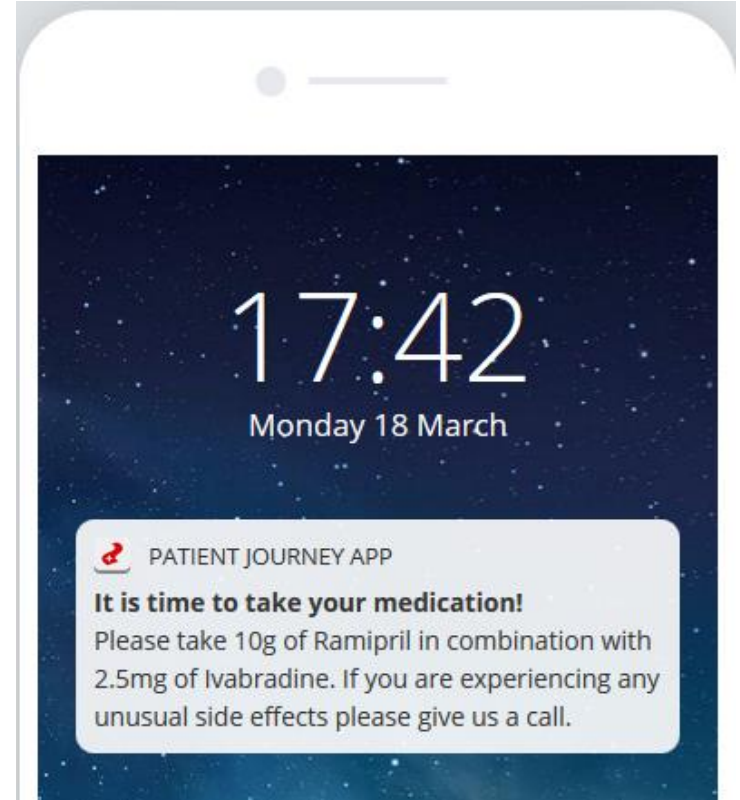 17:42
Monday 18 March
PATIENT JOURNEY APP
It is time to take your medication!
Please take 10g of Ramipril in combination with
2.5mg of Ivabradine. If you are experiencing any
unusual side effects please give us a call.